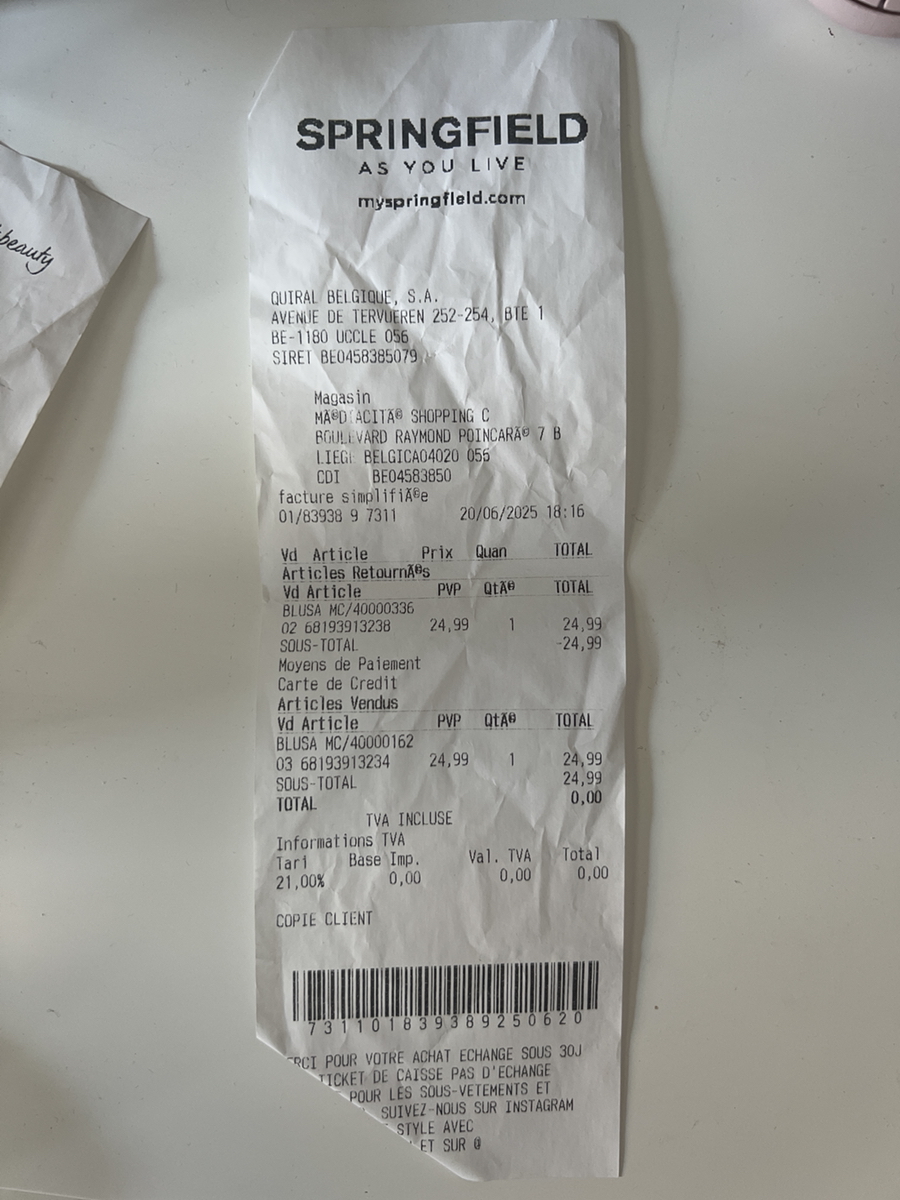 SPRINGFIELD
AS YOU LIVE
myspringfield.com
beauty
QUIRAL BELGIQUE, S.A.
AVENUE DE TERVUEREN 252-254, BTE 1
BE-1180 UCCLE 056
SIRET BE0458385079
Magasin
MÃ©DIACITÃ© SHOPPING C
BOULEVARD RAYMOND POINCARÃ© 7 B
LIEGE BELGICA04020 056
CDI BE04583850
facture simplifiÃ©e
01/83938 9 7311 20/06/2025 18:16
Vd Article Prix Quan TOTAL
Articles RetournÃ©s
Vd Article PVP QtÃ© TOTAL
BLUSA MC/40000336
02 68193913238 24,99 1 24,99
SOUS-TOTAL -24,99
Moyens de Paiement
Carte de Credit
Articles Vendus
Vd Article PVP QtÃ© TOTAL
BLUSA MC/40000162
03 68193913234 24,99 1 24,99
SOUS-TOTAL 24,99
TOTAL 0,00
TVA INCLUSE
Informations TVA
Tari Base Imp. Val. TVA Total
21,00% 0,00 0,00 0,00
COPIE CLIENT
731101839389250620
ERCI POUR VOTRE ACHAT ECHANGE SOUS 30J
TICKET DE CAISSE PAS D'ECHANGE
POUR LES SOUS-VETEMENTS ET
SUIVEZ-NOUS SUR INSTAGRAM
STYLE AVEC
ET SUR @